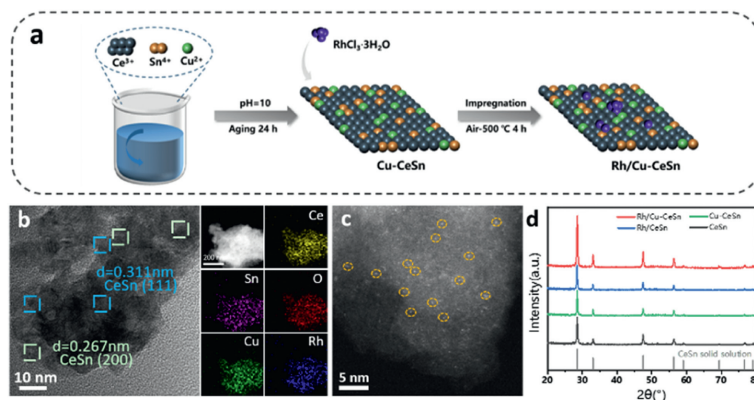 a
RhCl₃·3H₂O
Ce³⁺ Sn⁴⁺ Cu²⁺
pH=10
Aging 24 h
Impregnation
Air-500 ℃ 4 h
Cu-CeSn
Rh/Cu-CeSn
b
d=0.311nm
CeSn (111)
d=0.267nm
CeSn (200)
10 nm
200 nm
Ce
Sn
O
Cu
Rh
c
5 nm
d
Rh/Cu-CeSn
Cu-CeSn
Rh/CeSn
CeSn
Intensity(a.u.)
CeSn solid solution
20 30 40 50 60 70 80
2θ(°)